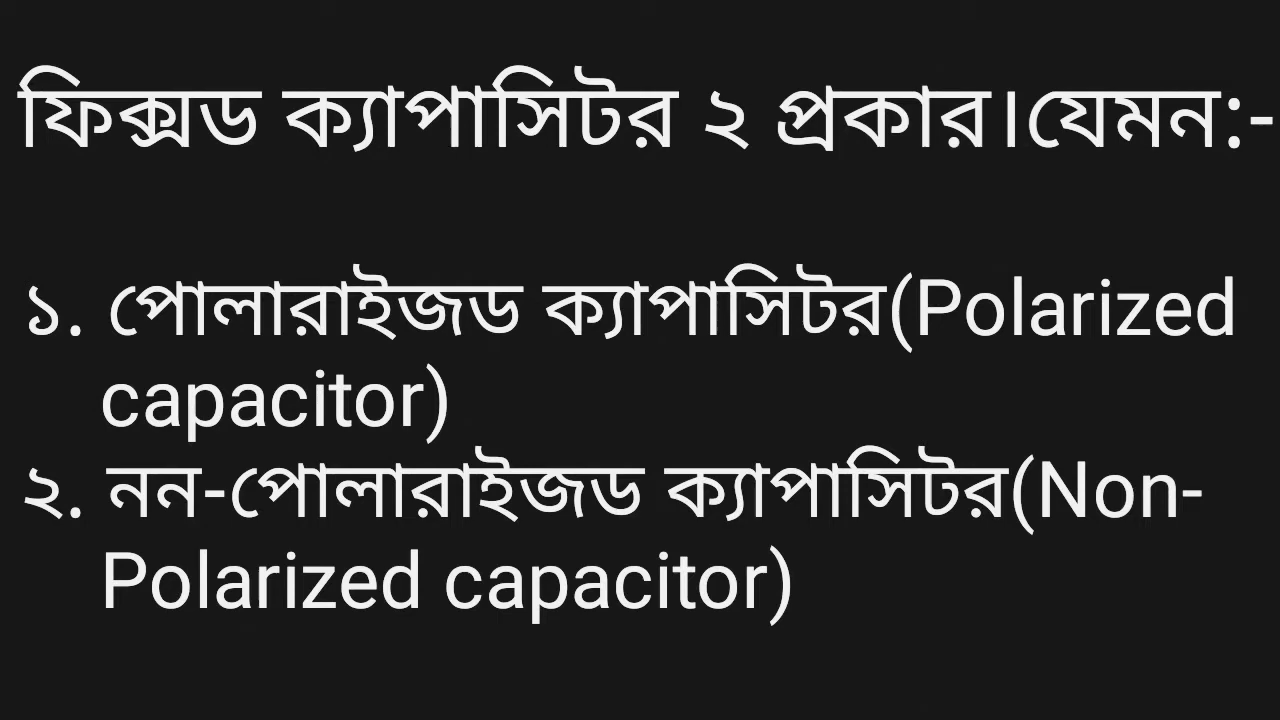 ফিক্সড ক্যাপাসিটর ২ প্রকার।যেমন:-
১. পোলারাইজড ক্যাপাসিটর(Polarized
capacitor)
২. নন-পোলারাইজড ক্যাপাসিটর(Non-
Polarized capacitor)